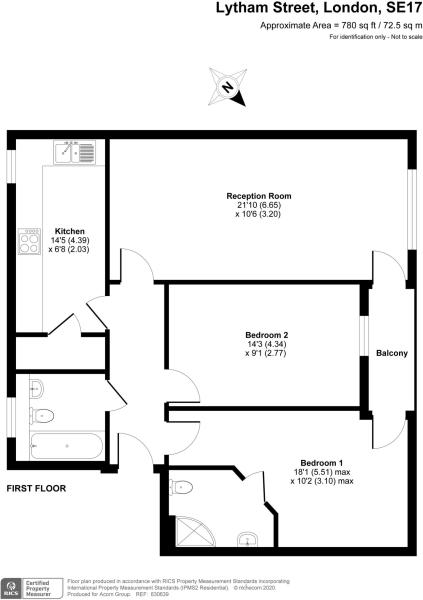 Lytham Street, London, SE17
Approximate Area = 780 sq ft / 72.5 sq m
For identification only - Not to scale
N
Reception Room
21'10 (6.65)
x 10'6 (3.20)
Kitchen
14'5 (4.39)
x 6'8 (2.03)
Bedroom 2
14'3 (4.34)
x 9'1 (2.77)
Balcony
Bedroom 1
18'1 (5.51) max
x 10'2 (3.10) max
FIRST FLOOR
RICS
Certified
Property
Measurer
Floor plan produced in accordance with RICS Property Measurement Standards incorporating
International Property Measurement Standards (IPMS2 Residential). © nichecom 2020.
Produced for Acorn Group. REF: 630639